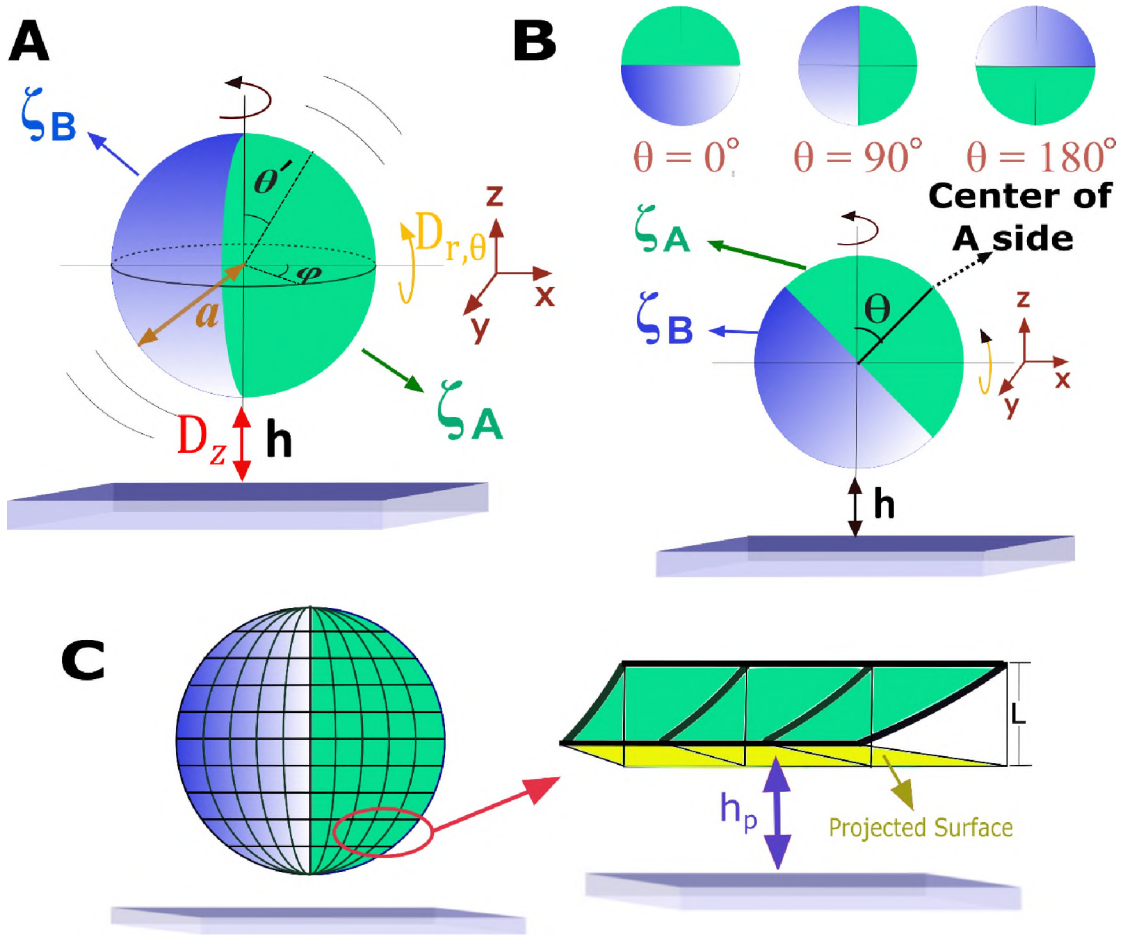 A
ζB
θ′
Dr,θ
φ
a
z
x
y
ζA
Dz
h
B
θ = 0°
θ = 90°
θ = 180°
Center of
A side
ζA
ζB
θ
z
x
y
h
C
L
hp
Projected Surface